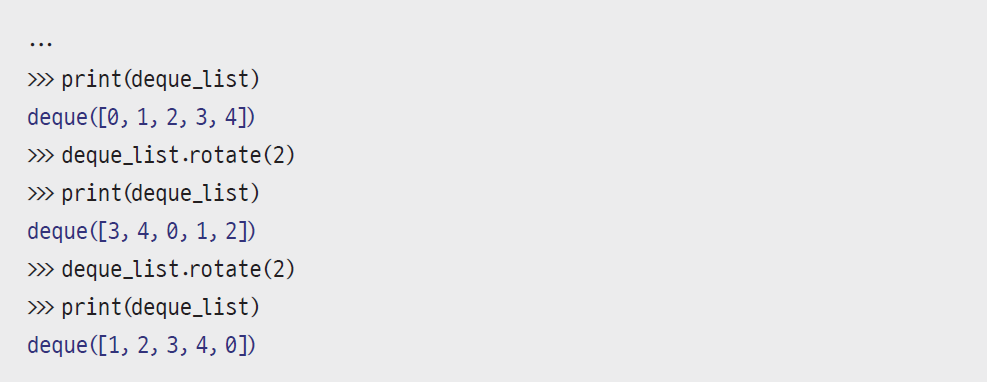 ...
>>> print(deque_list)
deque([0, 1, 2, 3, 4])
>>> deque_list.rotate(2)
>>> print(deque_list)
deque([3, 4, 0, 1, 2])
>>> deque_list.rotate(2)
>>> print(deque_list)
deque([1, 2, 3, 4, 0])